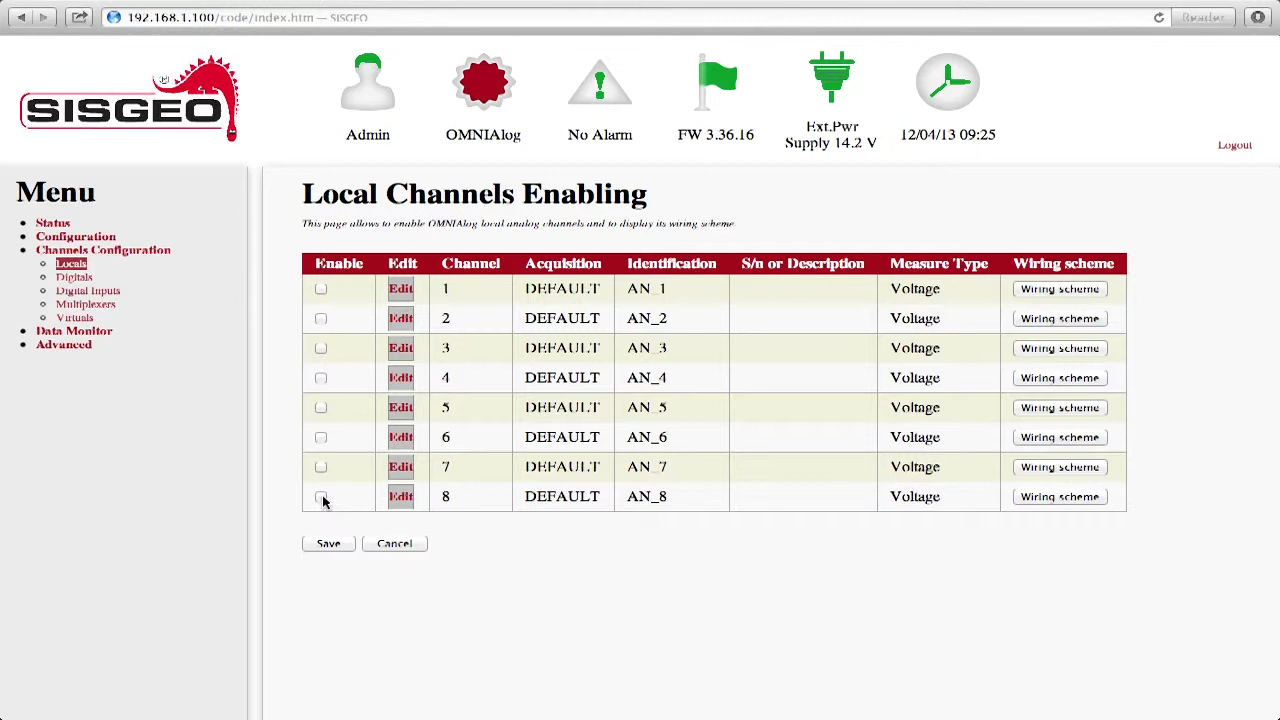 192.168.1.100/code/index.htm — SISGEO
Reader
SISGEO
Admin
OMNIAlog
No Alarm
FW 3.36.16
Ext.Pwr
Supply 14.2 V
12/04/13 09:25
Logout
Menu
Status
Configuration
Channels Configuration
Locals
Digitals
Digital Inputs
Multiplexers
Virtuals
Data Monitor
Advanced
Local Channels Enabling
This page allows to enable OMNIAlog local analog channels and to display its wiring scheme
Enable Edit Channel Acquisition Identification S/n or Description Measure Type Wiring scheme
Edit 1 DEFAULT AN_1 Voltage Wiring scheme
Edit 2 DEFAULT AN_2 Voltage Wiring scheme
Edit 3 DEFAULT AN_3 Voltage Wiring scheme
Edit 4 DEFAULT AN_4 Voltage Wiring scheme
Edit 5 DEFAULT AN_5 Voltage Wiring scheme
Edit 6 DEFAULT AN_6 Voltage Wiring scheme
Edit 7 DEFAULT AN_7 Voltage Wiring scheme
Edit 8 DEFAULT AN_8 Voltage Wiring scheme
Save Cancel